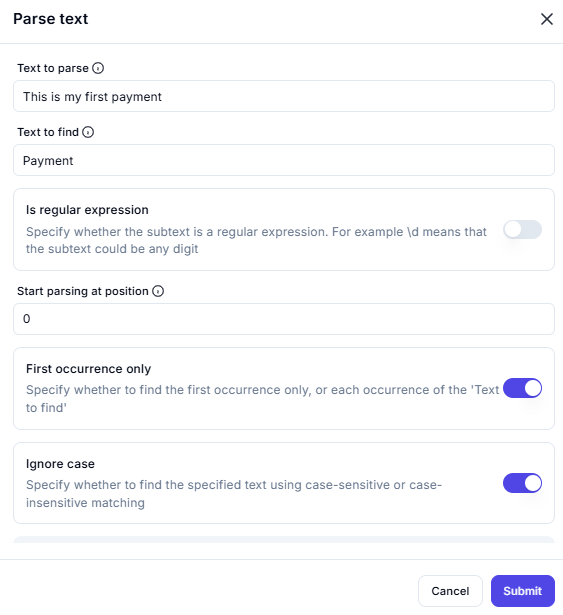 Parse text
Text to parse
This is my first payment
Text to find
Payment
Is regular expression
Specify whether the subtext is a regular expression. For example \d means that
the subtext could be any digit
Start parsing at position
0
First occurrence only
Specify whether to find the first occurrence only, or each occurrence of the 'Text
to find'
Ignore case
Specify whether to find the specified text using case-sensitive or case-
insensitive matching
Cancel
Submit